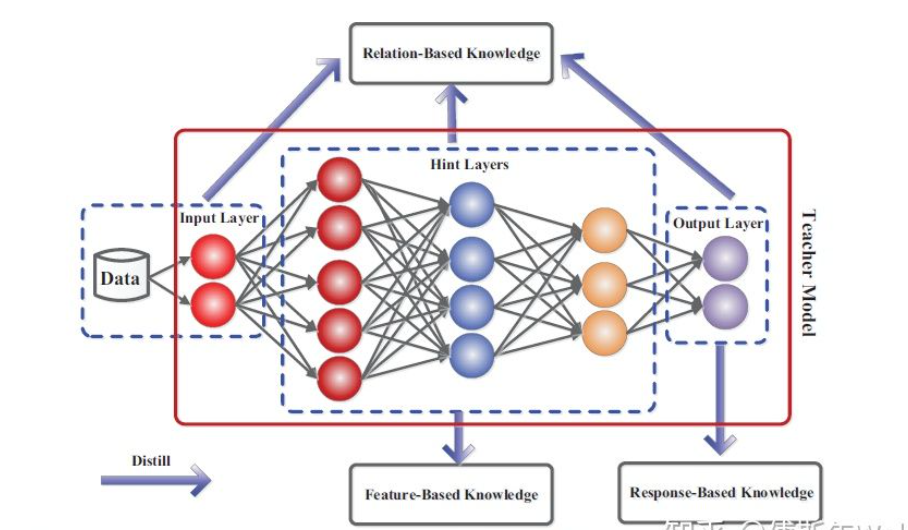 Relation-Based Knowledge
Hint Layers
Input Layer
Output Layer
Data
Teacher Model
Distill
Feature-Based Knowledge
Response-Based Knowledge